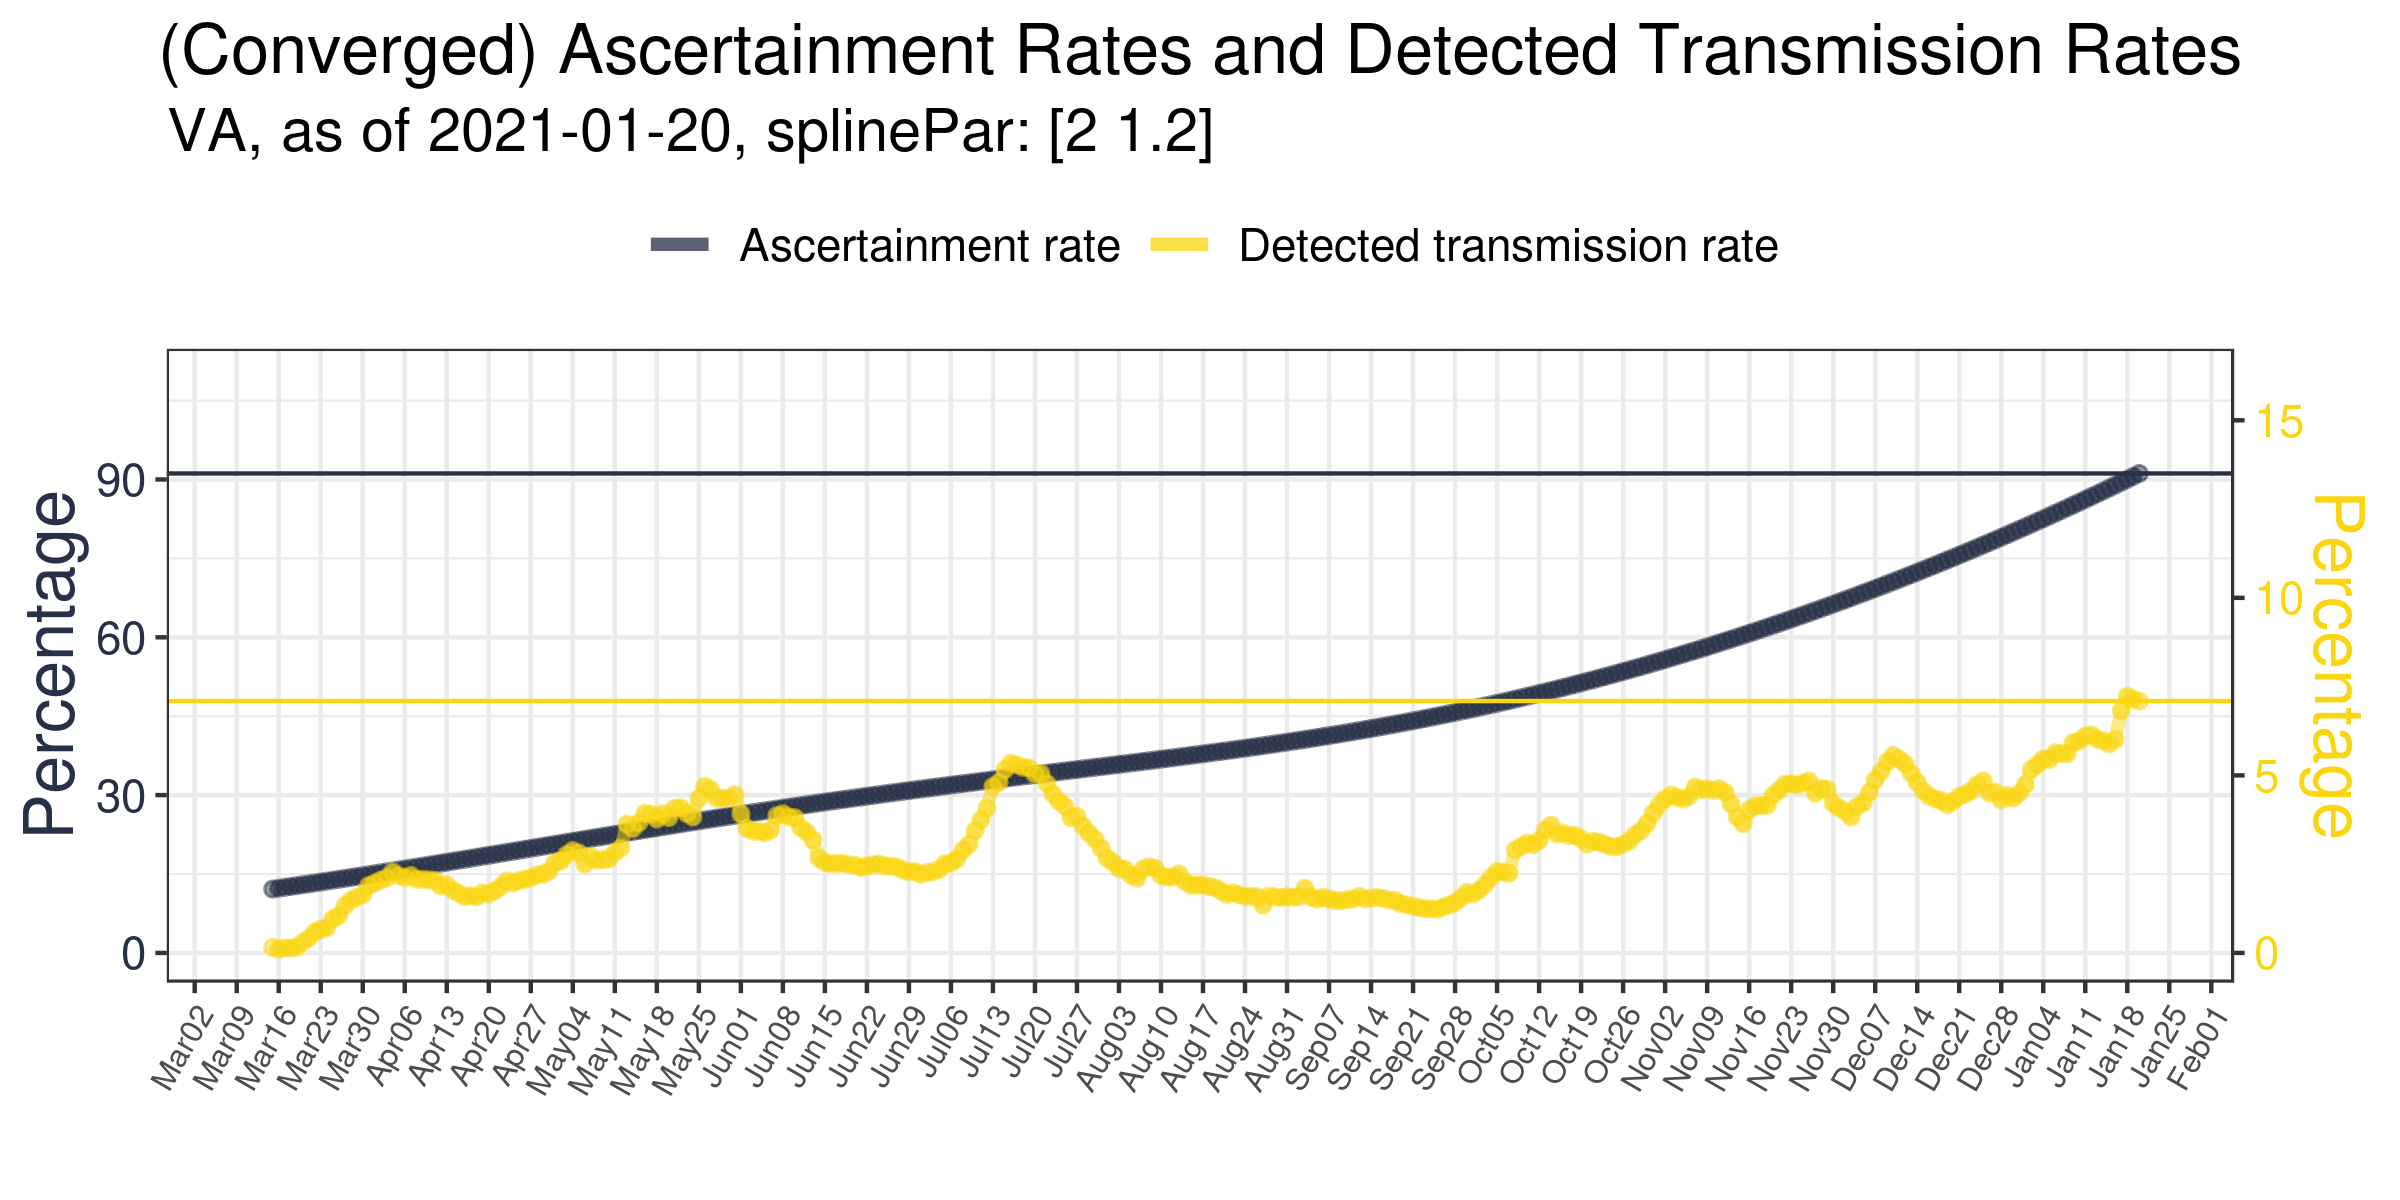 (Converged) Ascertainment Rates and Detected Transmission Rates
VA, as of 2021-01-20, splinePar: [2 1.2]
Ascertainment rate Detected transmission rate
Percentage
90
60
30
0
15
10
5
0
Percentage
Mar02 Mar09 Mar16 Mar23 Mar30 Apr06 Apr13 Apr20 Apr27 May04 May11 May18 May25 Jun01 Jun08 Jun15 Jun22 Jun29 Jul06 Jul13 Jul20 Jul27 Aug03 Aug10 Aug17 Aug24 Aug31 Sep07 Sep14 Sep21 Sep28 Oct05 Oct12 Oct19 Oct26 Nov02 Nov09 Nov16 Nov23 Nov30 Dec07 Dec14 Dec21 Dec28 Jan04 Jan11 Jan18 Jan25 Feb01